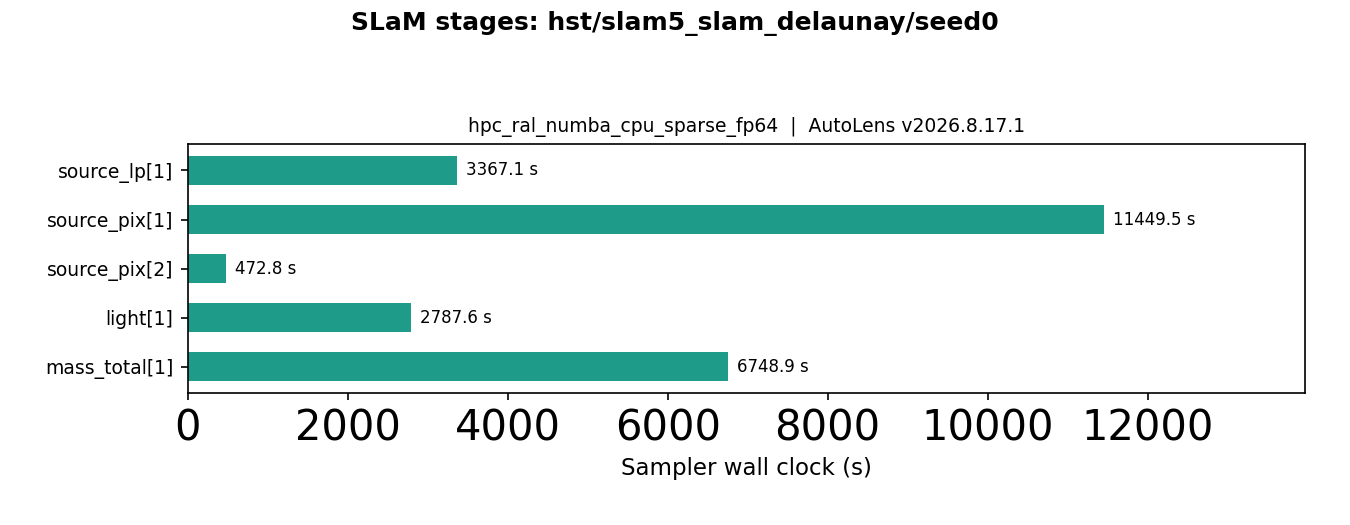 SLaM stages: hst/slam5_slam_delaunay/seed0
hpc_ral_numba_cpu_sparse_fp64 | AutoLens v2026.8.17.1
source_lp[1] 3367.1 s
source_pix[1] 11449.5 s
source_pix[2] 472.8 s
light[1] 2787.6 s
mass_total[1] 6748.9 s
0 2000 4000 6000 8000 10000 12000
Sampler wall clock (s)